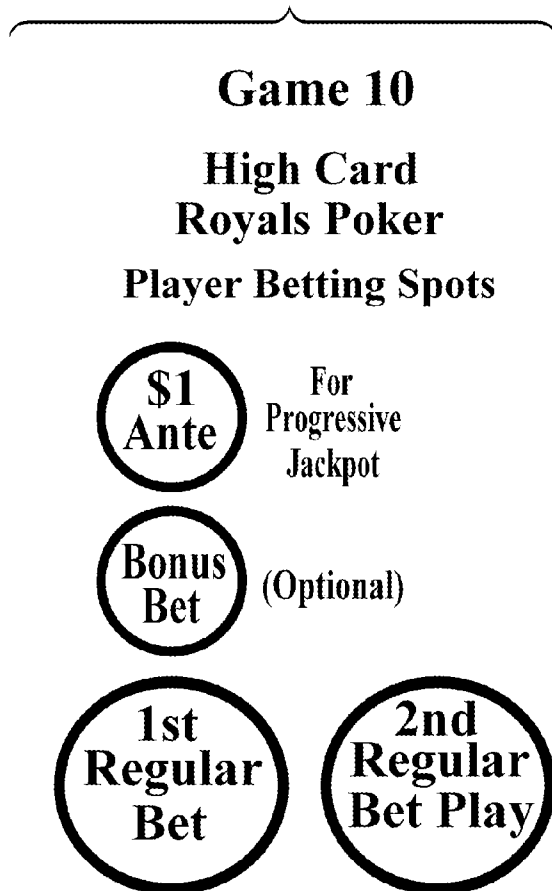 Game 10
High Card
Royals Poker
Player Betting Spots
$1
Ante
For
Progressive
Jackpot
Bonus
Bet
(Optional)
1st
Regular
Bet
2nd
Regular
Bet Play